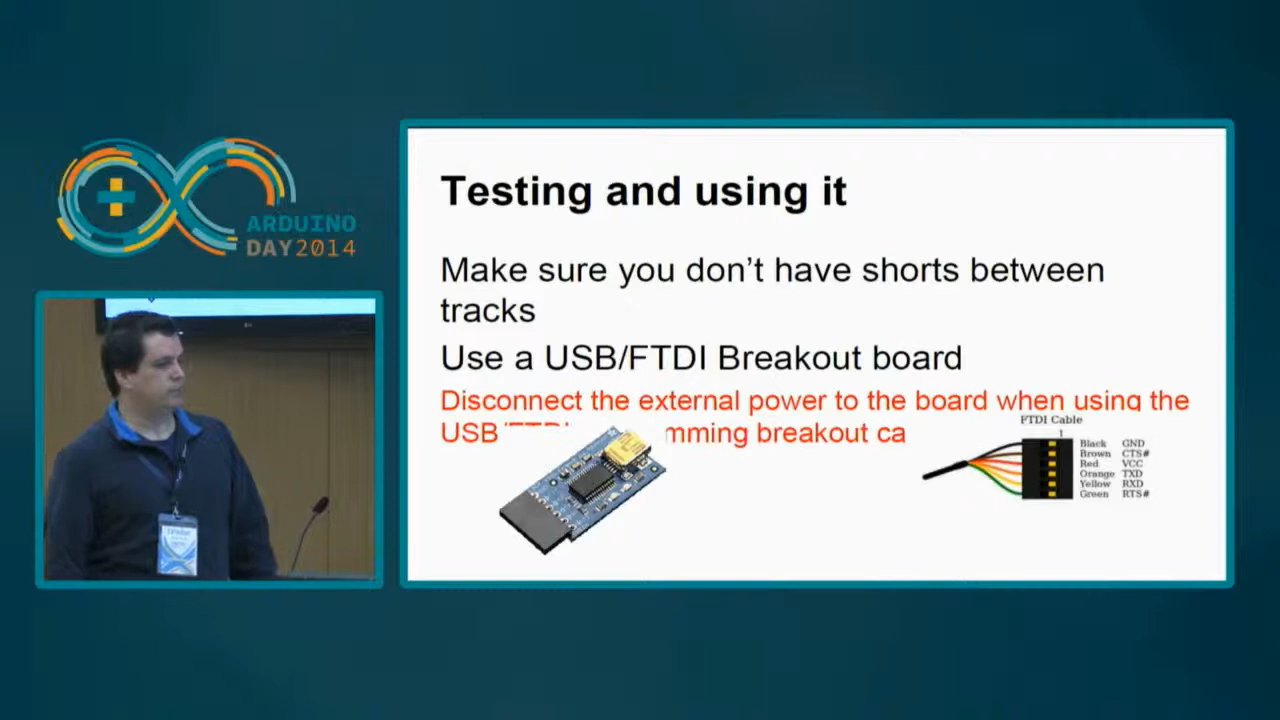 ARDUINO
DAY2014
Testing and using it
Make sure you don't have shorts between
tracks
Use a USB/FTDI Breakout board
Disconnect the external power to the board when using the
USB mming breakout ca
FTDI Cable
1
Black GND
Brown CTS#
Red VCC
Orange TXD
Yellow RXD
Green RTS#